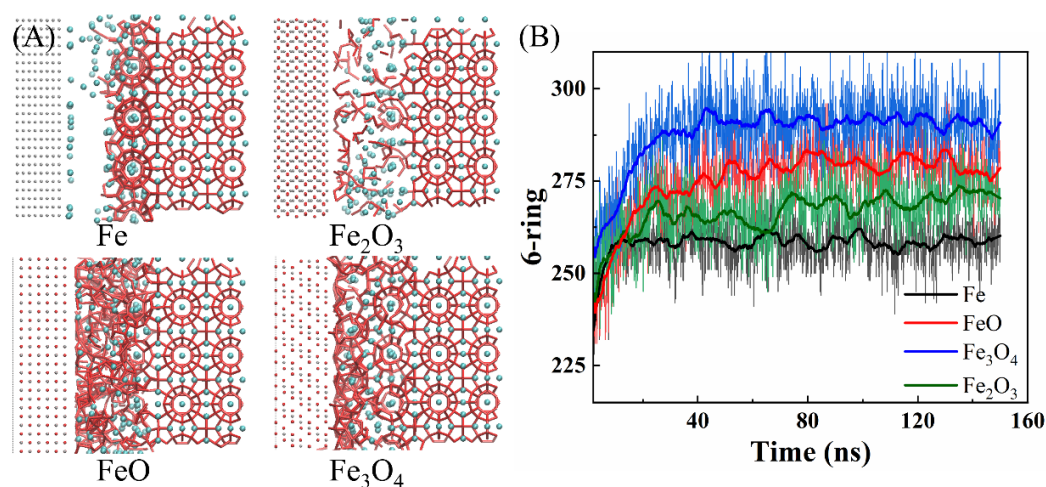 (A)
Fe
Fe₂O₃
FeO
Fe₃O₄
(B)
300
275
250
225
6-ring
Fe
FeO
Fe₃O₄
Fe₂O₃
40
80
120
160
Time (ns)